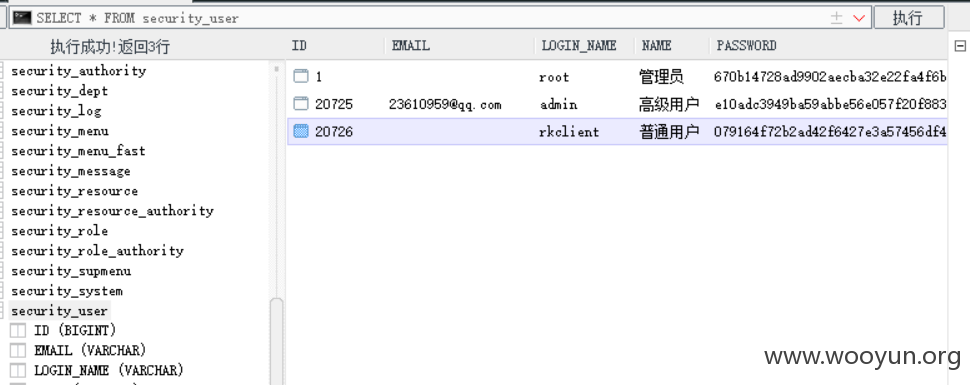 SELECT * FROM security_user
执行
执行成功!返回3行
ID EMAIL LOGIN_NAME NAME PASSWORD
1 root 管理员 670b14728ad9902aecba32e22fa4f6b
20725 23610959@qq.com admin 高级用户 e10adc3949ba59abbe56e057f20f883
20726 rkclient 普通用户 079164f72b2ad42f6427e3a57456df4
security_authority
security_dept
security_log
security_menu
security_menu_fast
security_message
security_resource
security_resource_authority
security_role
security_role_authority
security_supmenu
security_system
security_user
ID (BIGINT)
EMAIL (VARCHAR)
LOGIN_NAME (VARCHAR)
www.wooyun.org